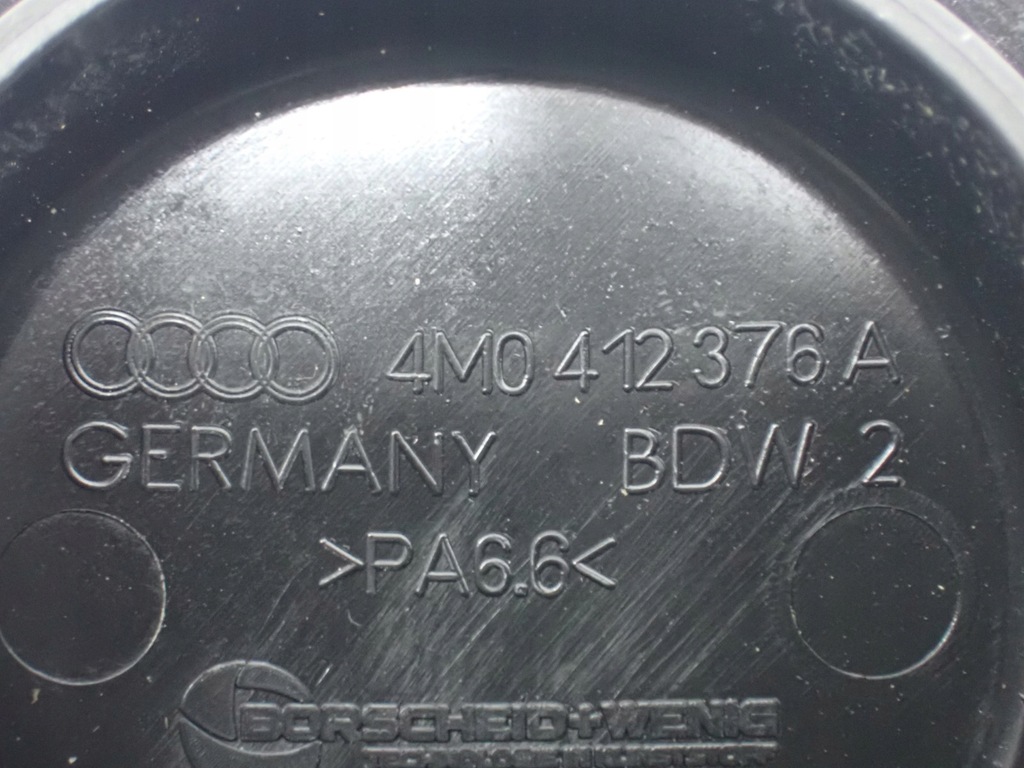 4M0 412 376 A
GERMANY BDW 2
>PA6.6<
BORSCHEID+WENIG